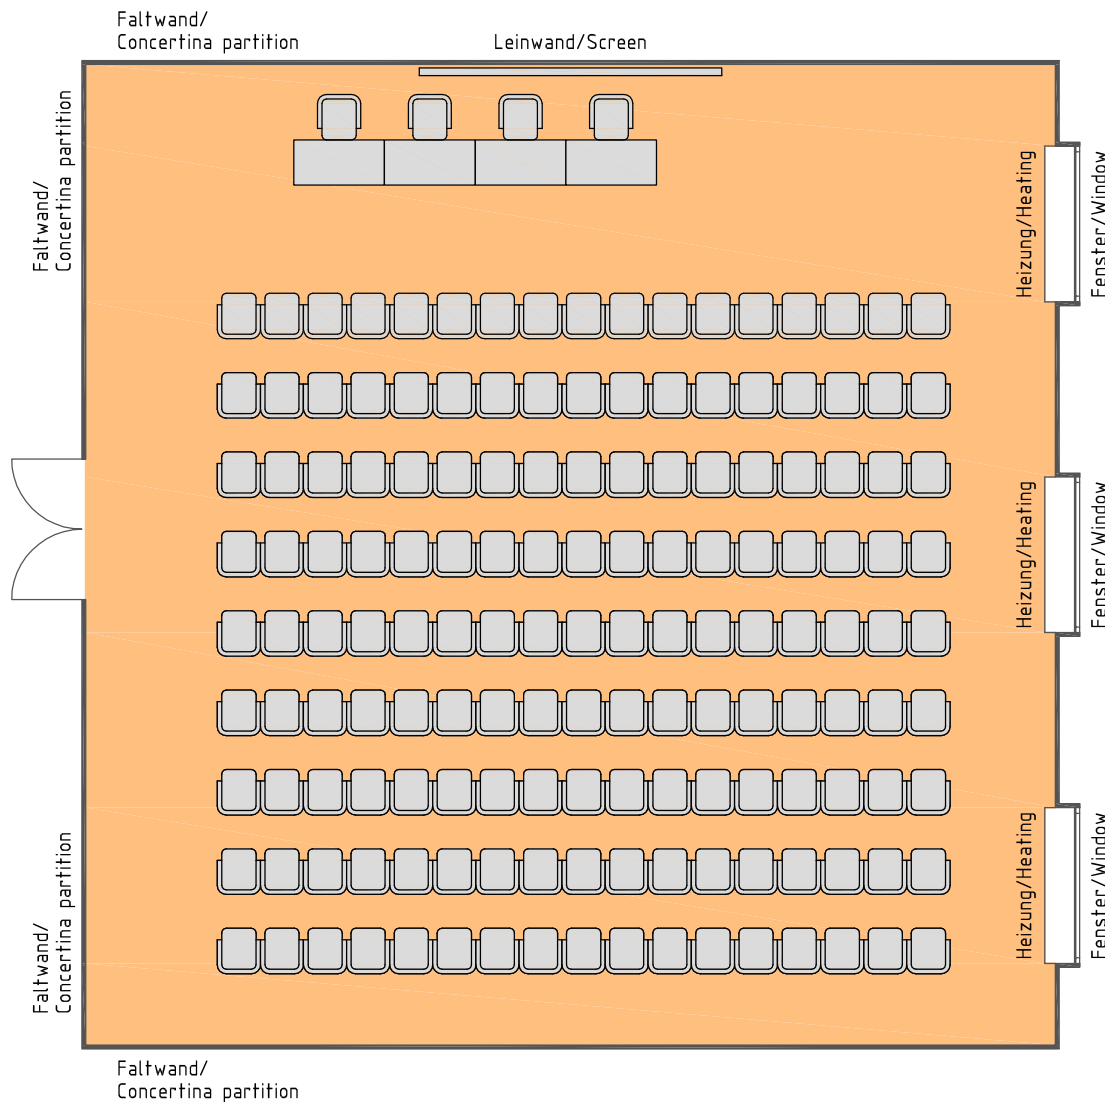 Faltwand/
Concertina partition
Leinwand/Screen
Faltwand/
Concertina partition
Heizung/Heating
Fenster/Window
Heizung/Heating
Fenster/Window
Faltwand/
Concertina partition
Heizung/Heating
Fenster/Window
Faltwand/
Concertina partition